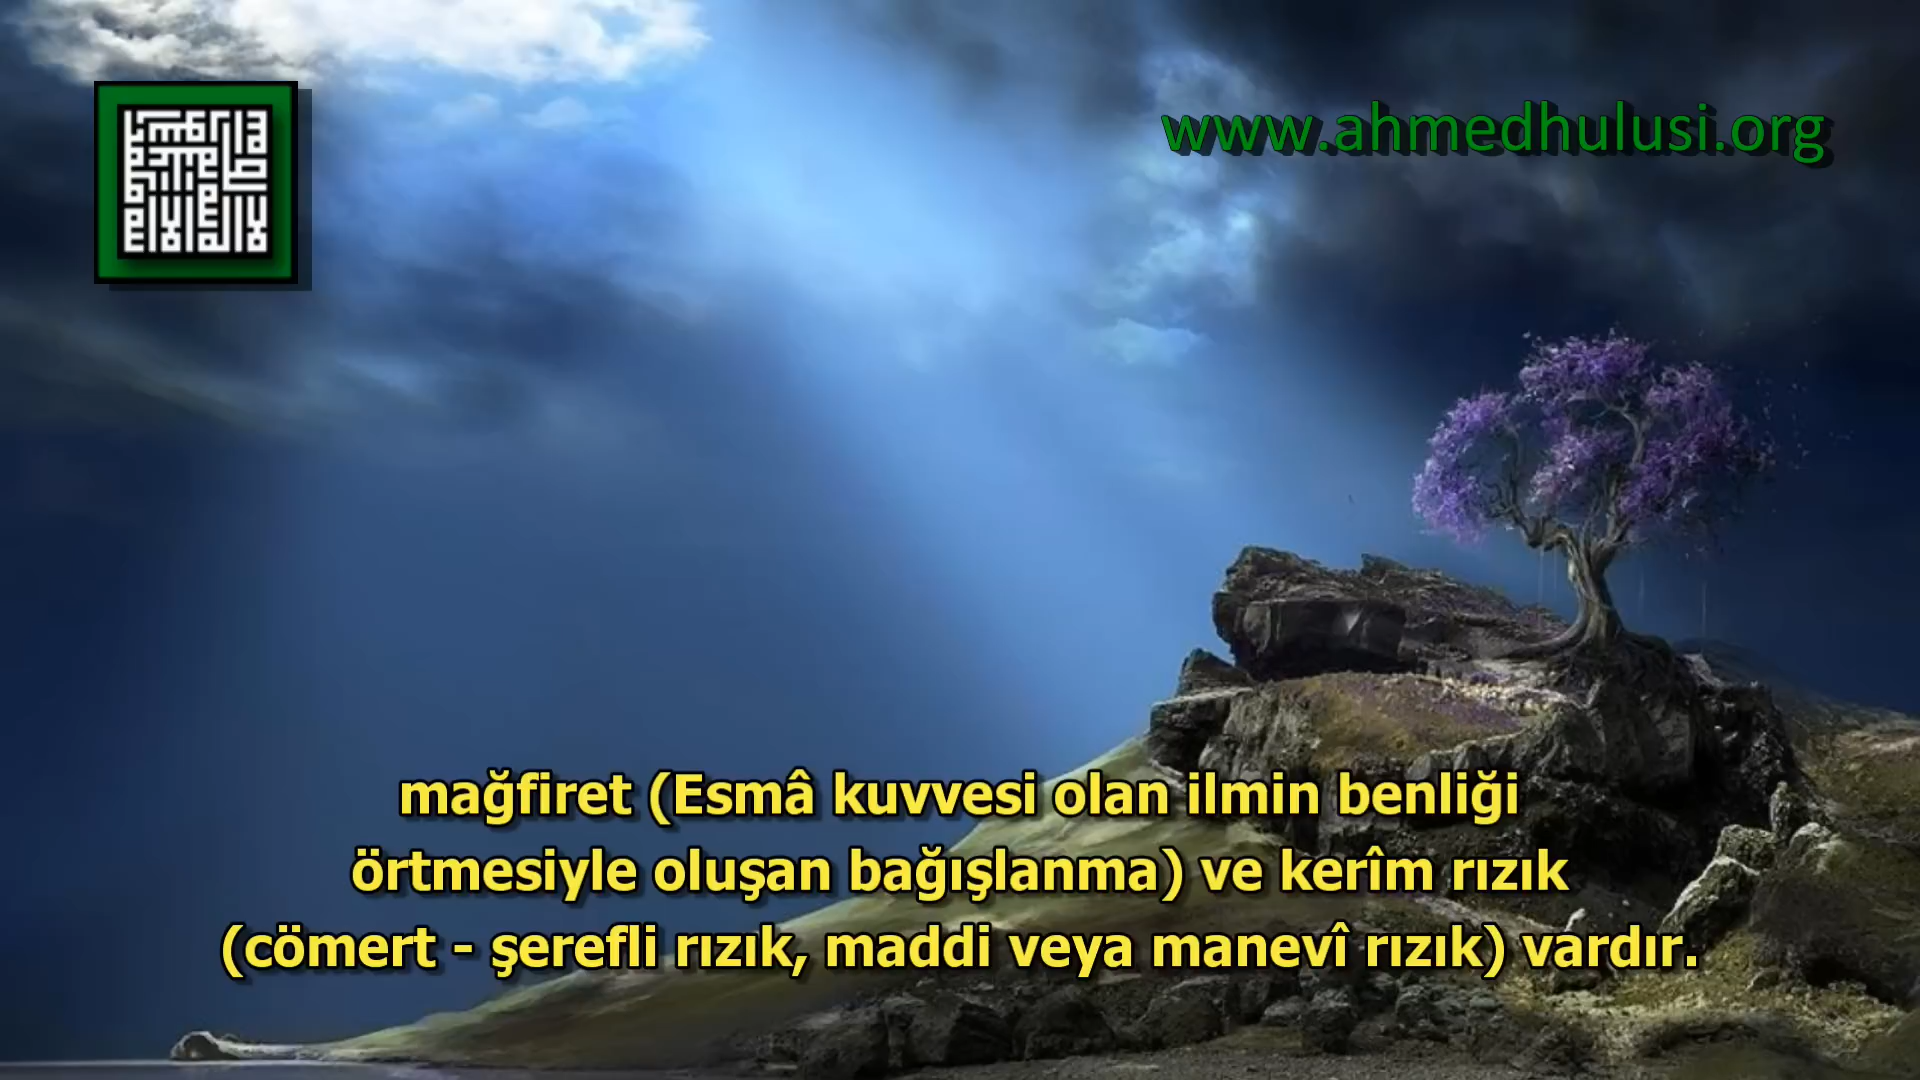 www.ahmedhulusi.org
mağfiret (Esmâ kuvvesi olan ilmin benliği
örtmesiyle oluşan bağışlanma) ve kerîm rızık
(cömert - şerefli rızık, maddi veya manevî rızık) vardır.